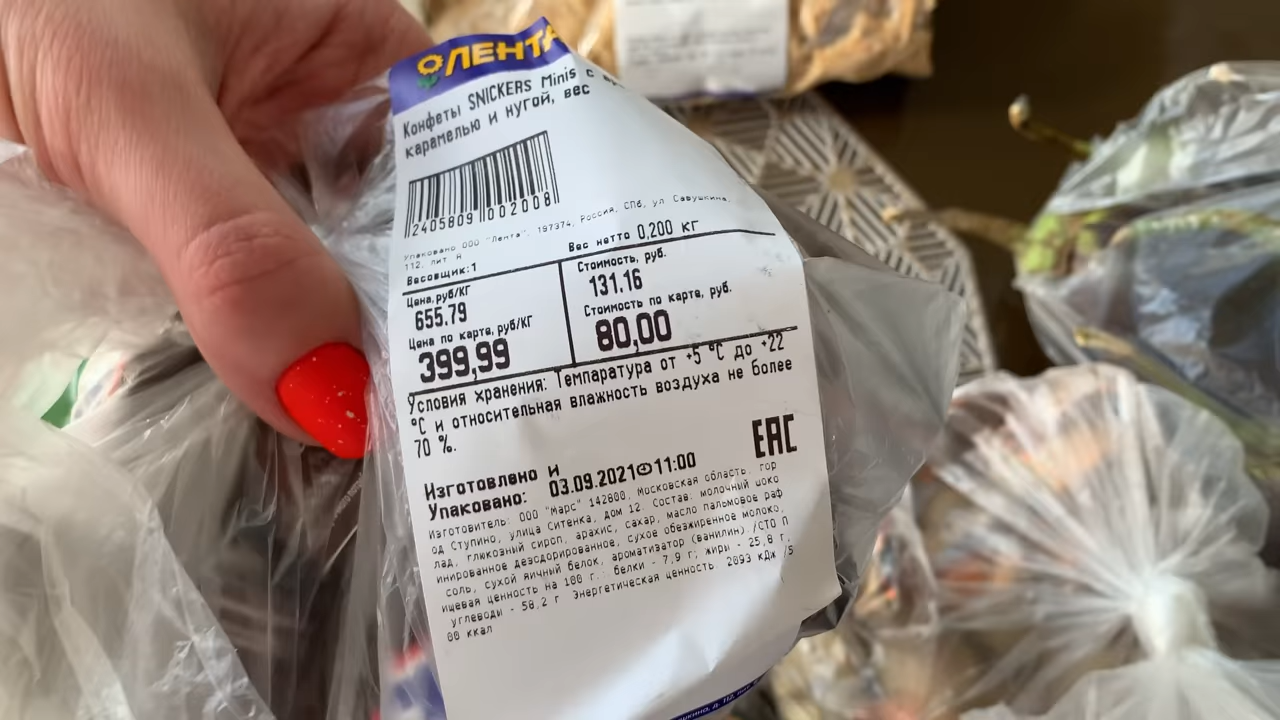 ЛЕНТА
Конфеты SNICKERS Minis с
карамелью и нугой, вес
2405809 002008
Упаковано ООО "Лента", 197374, Россия, СПб, ул Савушкина,
112, лит Н
Весовщик:1
Вес нетто 0,200 кг
Цена,руб/КГ
655.79
Цена по карте,руб/КГ
399,99
Стоимость, руб.
131.16
Стоимость по карте, руб.
80,00
Условия хранения: Темпаратура от +5 °С до +22
°С и относительная влажность воздуха не более
70 %.
EAC
Изготовлено и
Упаковано: 03.09.2021 11:00
Изготовитель: ООО "Марс" 142800, Московская область, гор
од Ступино, улица Ситенка, дом 12. Состав: молочный шоко
лад, глюкозный сироп, арахис, сахар, масло пальмовое раф
инированное дезодорированное, сухое обезжиренное молоко,
соль, сухой яичный белок, ароматизатор (ванилин)./СТО П
ищевая ценность на 100 г.: белки - 7,9 г; жиры - 25,8 г,
углеводы - 58,2 г Энергетическая ценность: 2093 кДж /5
00 ккал